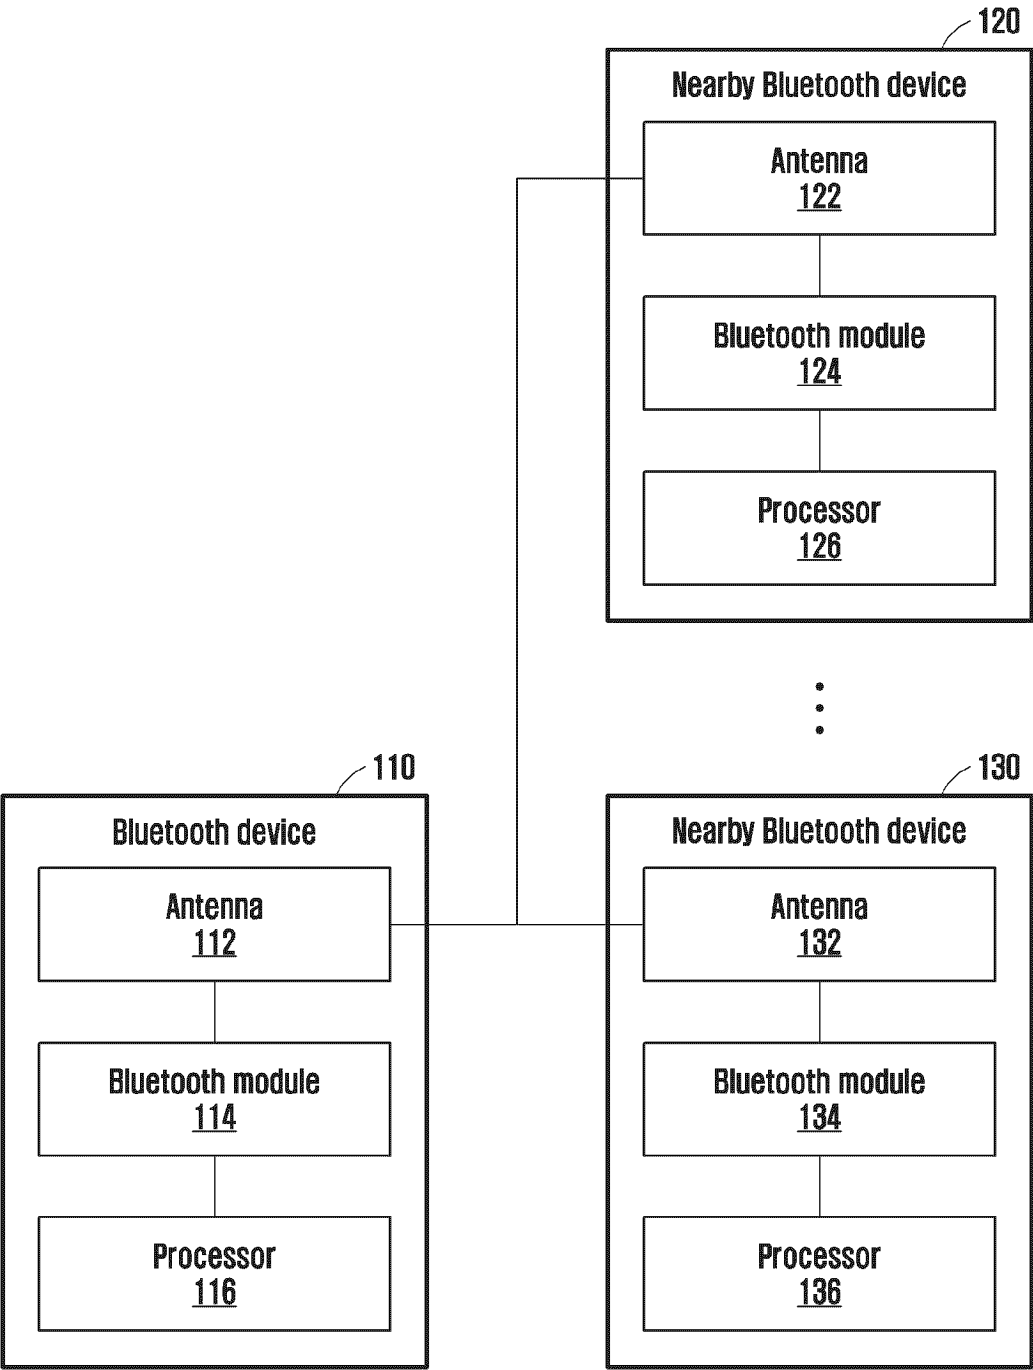 120
Nearby Bluetooth device
Antenna
122
Bluetooth module
124
Processor
126
110
Bluetooth device
Antenna
112
Bluetooth module
114
Processor
116
130
Nearby Bluetooth device
Antenna
132
Bluetooth module
134
Processor
136